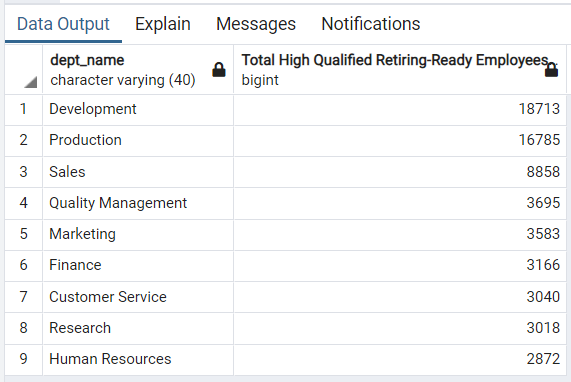 Data Output Explain Messages Notifications
dept_name Total High Qualified Retiring-Ready Employees
character varying (40) bigint
1 Development 18713
2 Production 16785
3 Sales 8858
4 Quality Management 3695
5 Marketing 3583
6 Finance 3166
7 Customer Service 3040
8 Research 3018
9 Human Resources 2872